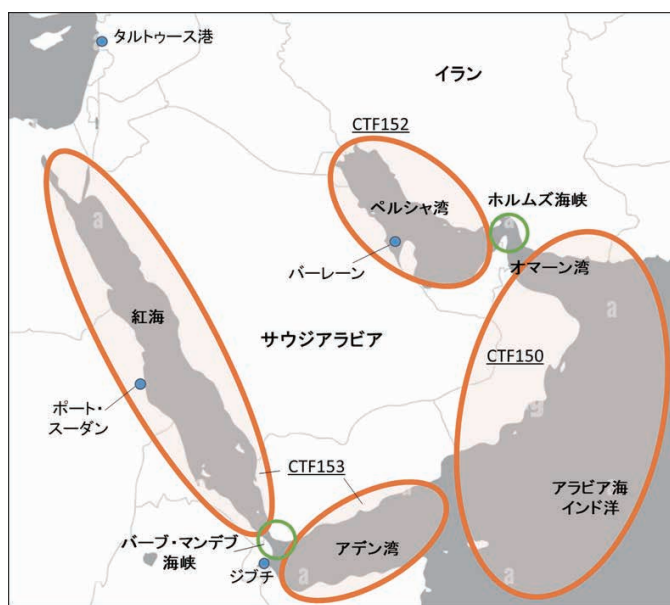 タルトゥース港
イラン
CTF152
ペルシャ湾
ホルムズ海峡
バーレーン
オマーン湾
紅海
サウジアラビア
CTF150
ポート・
スーダン
CTF153
アラビア海
インド洋
バーブ・マンデブ
海峡
アデン湾
ジブチ